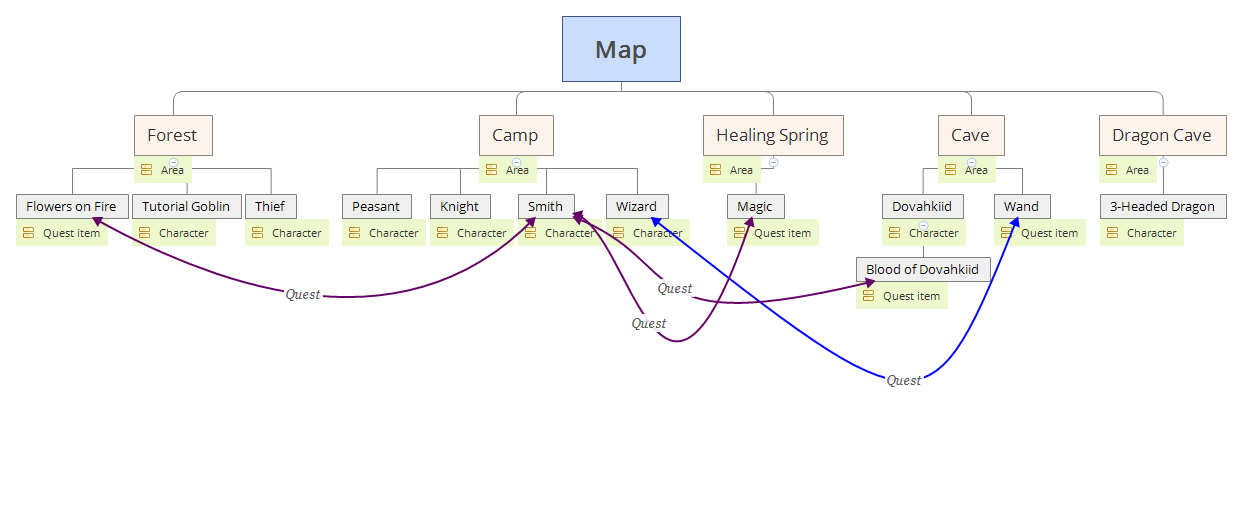 Map
Forest
Camp
Healing Spring
Cave
Dragon Cave
Area
Area
Area
Area
Area
Flowers on Fire
Tutorial Goblin
Thief
Peasant
Knight
Smith
Wizard
Magic
Dovahkiid
Wand
3-Headed Dragon
Quest item
Character
Character
Character
Character
Character
Character
Quest item
Character
Quest item
Character
Blood of Dovahkiid
Quest item
Quest
Quest
Quest
Quest